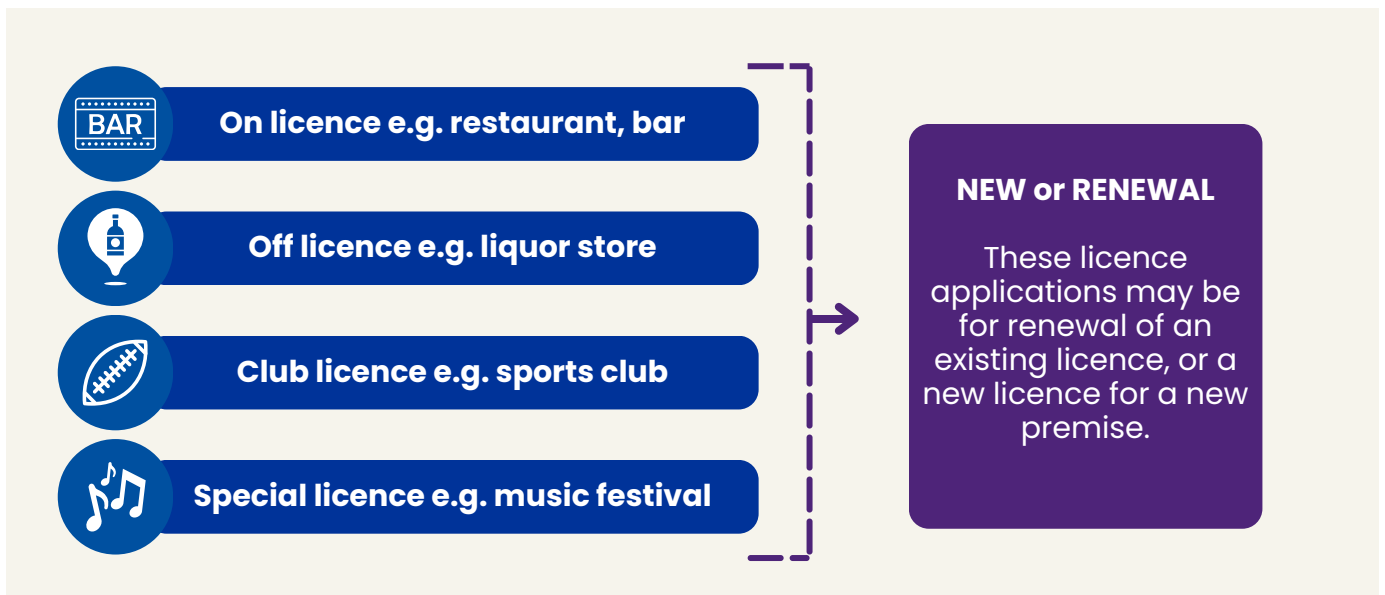 BAR
On licence e.g. restaurant, bar
Off licence e.g. liquor store
Club licence e.g. sports club
Special licence e.g. music festival
NEW or RENEWAL
These licence
applications may be
for renewal of an
existing licence, or a
new licence for a new
premise.